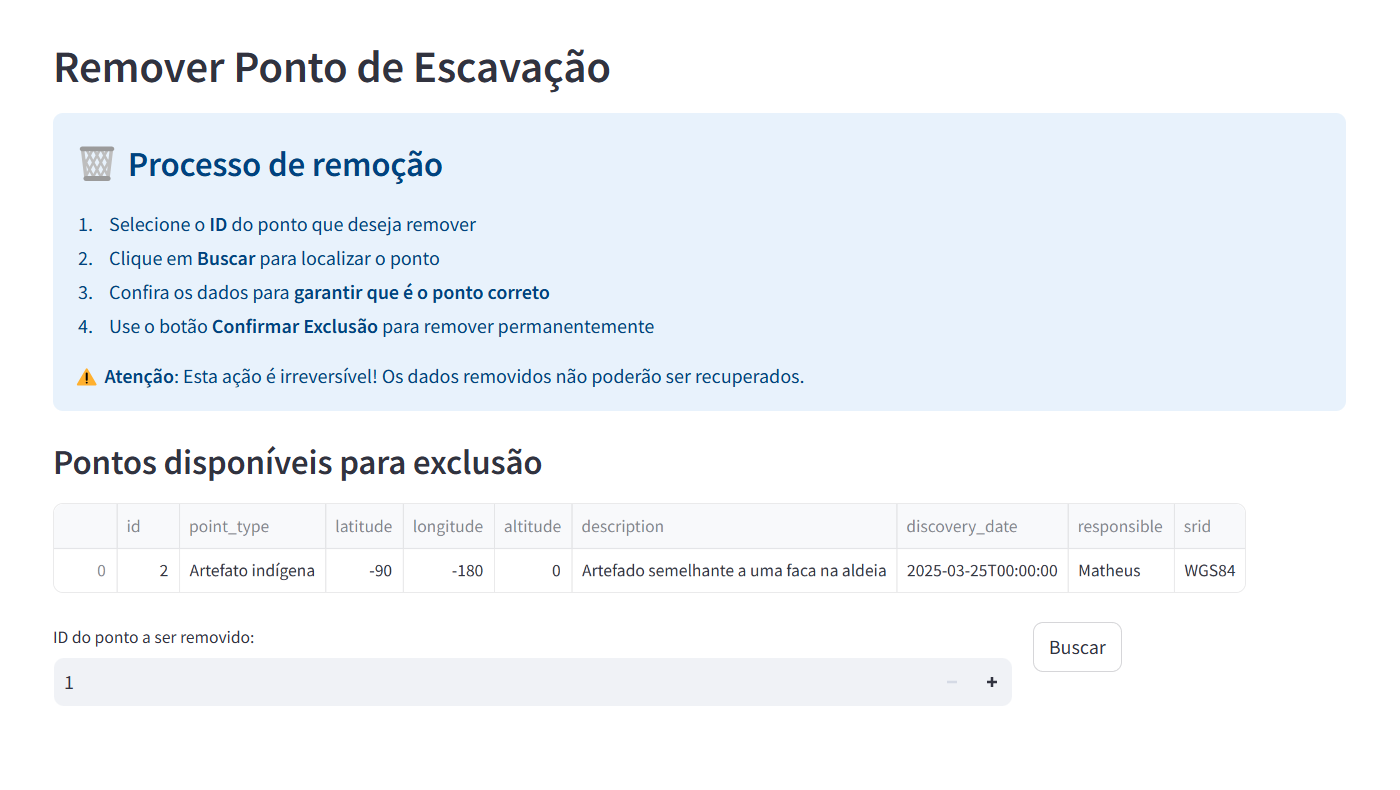 Remover Ponto de Escavação
Processo de remoção
1. Selecione o ID do ponto que deseja remover
2. Clique em Buscar para localizar o ponto
3. Confira os dados para garantir que é o ponto correto
4. Use o botão Confirmar Exclusão para remover permanentemente
Atenção: Esta ação é irreversível! Os dados removidos não poderão ser recuperados.
Pontos disponíveis para exclusão
id point_type latitude longitude altitude description discovery_date responsible srid
0 2 Artefato indígena -90 -180 0 Artefado semelhante a uma faca na aldeia 2025-03-25T00:00:00 Matheus WGS84
ID do ponto a ser removido:
Buscar
1